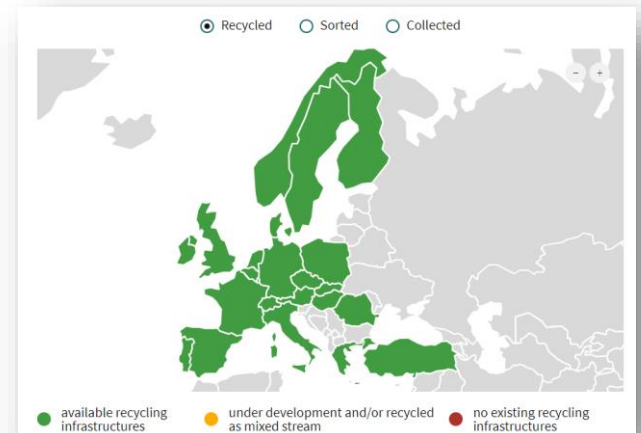 Recycled Sorted Collected
− +
available recycling under development and/or recycled no existing recycling
infrastructures as mixed stream infrastructures